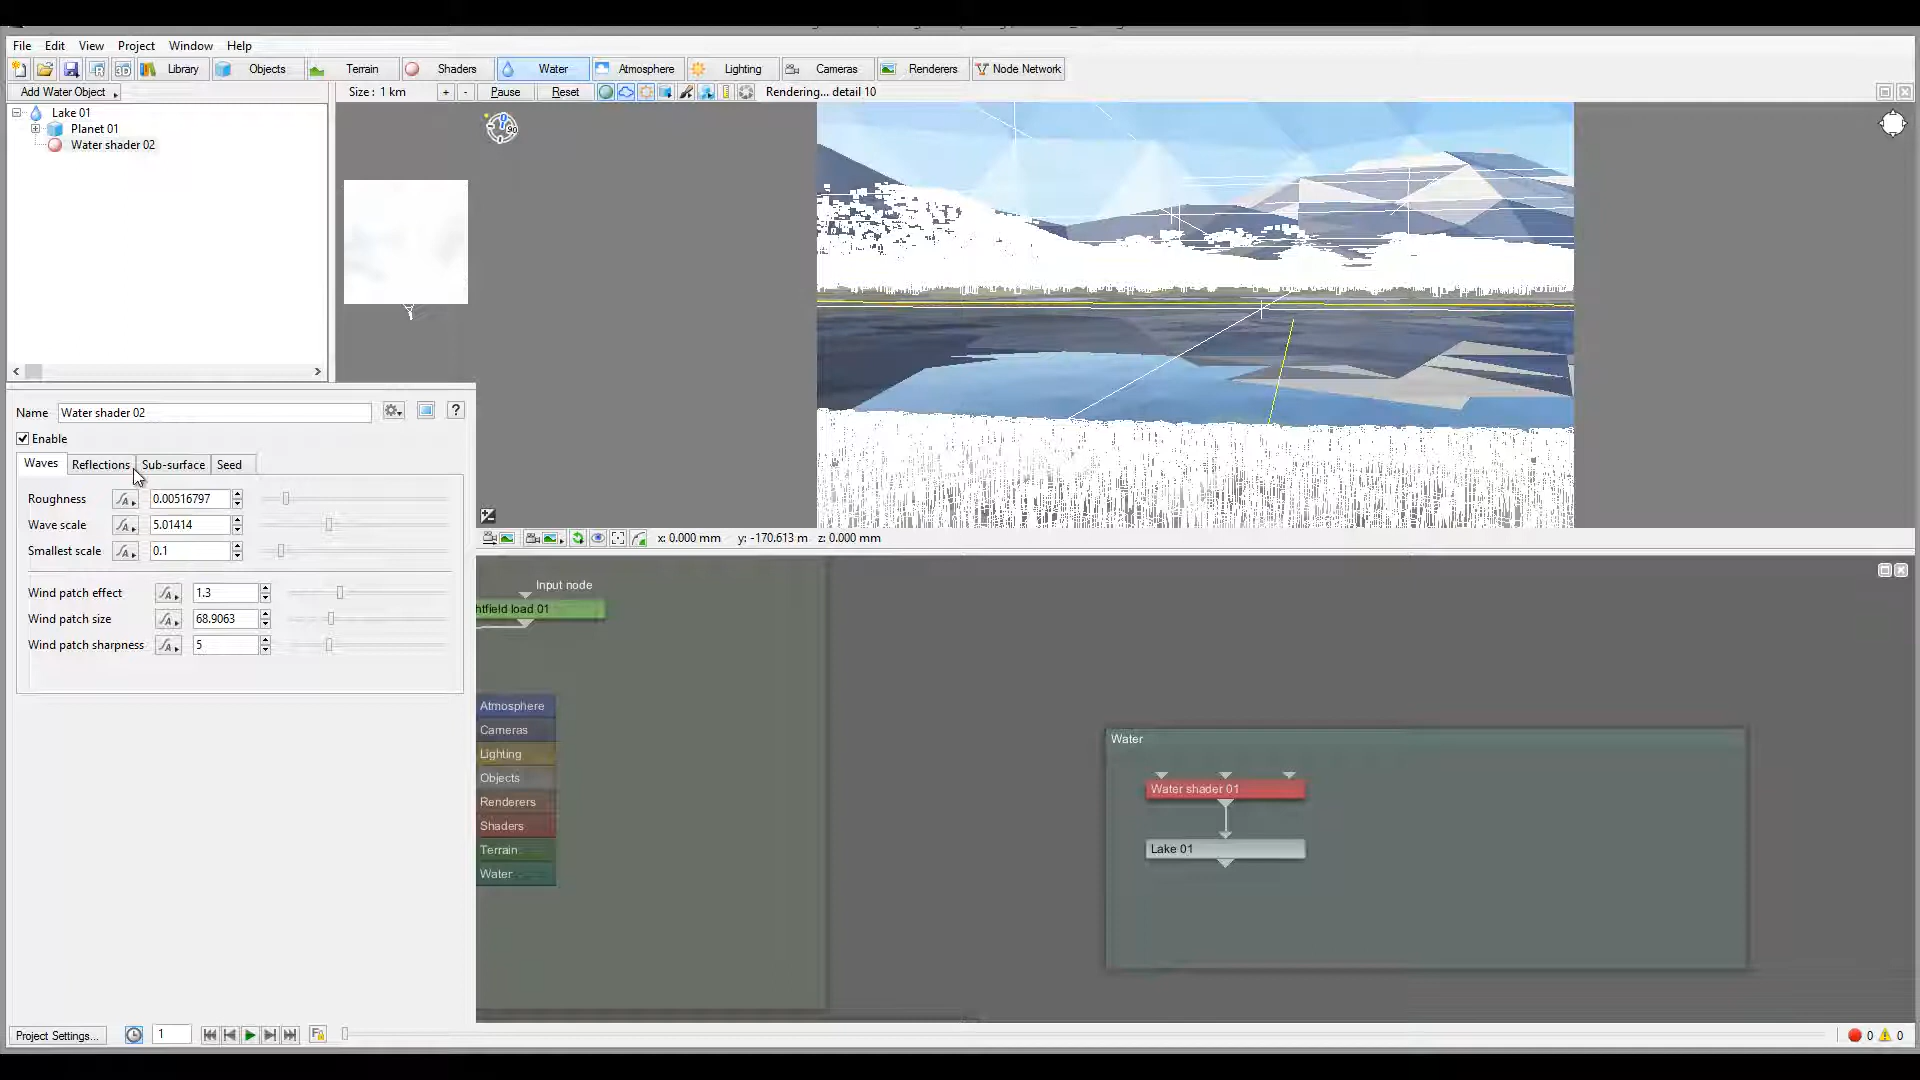 File Edit View Project Window Help
Library Objects Terrain Shaders Water Atmosphere Lighting Cameras Renderers Node Network
Add Water Object
Size : 1 km + - Pause Reset Rendering... detail 10
Lake 01
Planet 01
Water shader 02
Name Water shader 02 ?
Enable
Waves Reflections Sub-surface Seed
Roughness 0.00516797
Wave scale 5.01414
Smallest scale 0.1
Wind patch effect 1.3
Wind patch size 68.9063
Wind patch sharpness 5
x: 0.000 mm y: -170.613 m z: 0.000 mm
Input node
htfield load 01
Atmosphere
Cameras
Lighting
Objects
Renderers
Shaders
Terrain
Water
Water
Water shader 01
Lake 01
Project Settings... 1 0 0